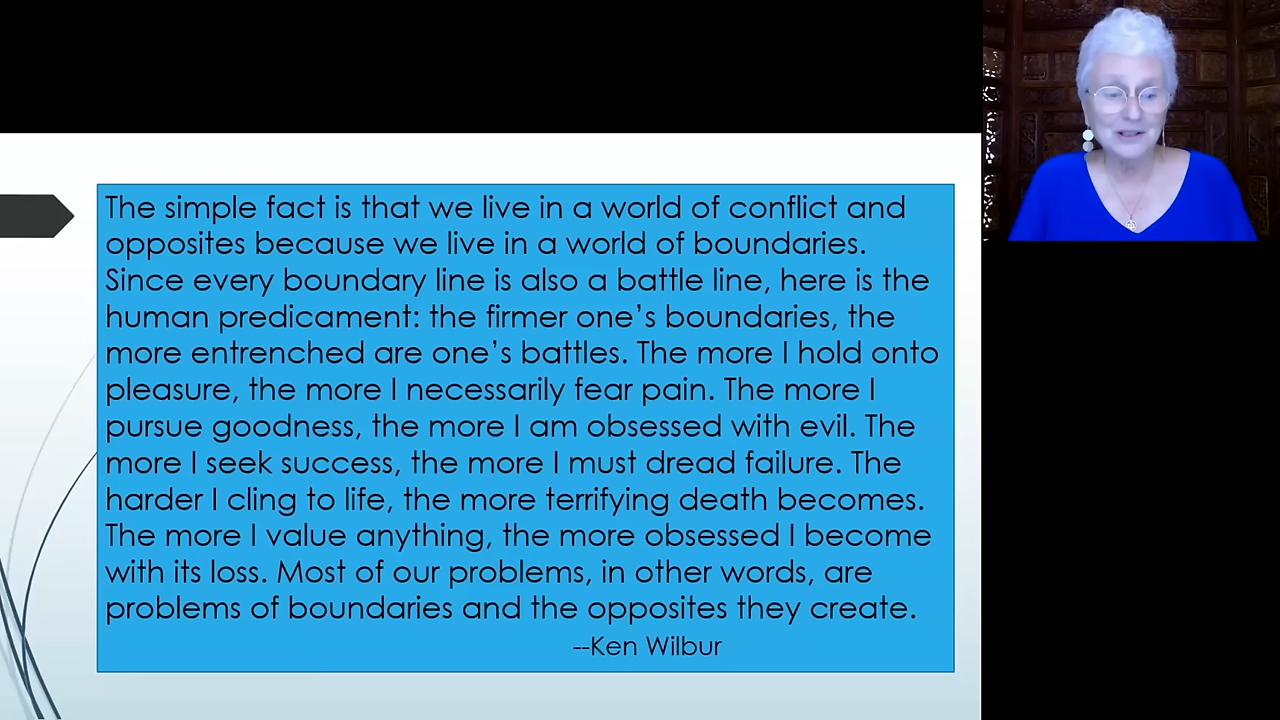 The simple fact is that we live in a world of conflict and
opposites because we live in a world of boundaries.
Since every boundary line is also a battle line, here is the
human predicament: the firmer one’s boundaries, the
more entrenched are one’s battles. The more I hold onto
pleasure, the more I necessarily fear pain. The more I
pursue goodness, the more I am obsessed with evil. The
more I seek success, the more I must dread failure. The
harder I cling to life, the more terrifying death becomes.
The more I value anything, the more obsessed I become
with its loss. Most of our problems, in other words, are
problems of boundaries and the opposites they create.
--Ken Wilbur